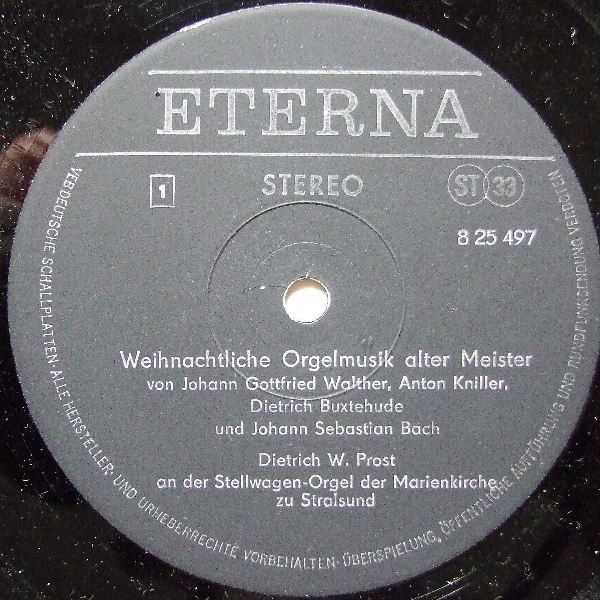 ETERNA
1 STEREO ST 33
8 25 497
Weihnachtliche Orgelmusik alter Meister
von Johann Gottfried Walther, Anton Kniller,
Dietrich Buxtehude
und Johann Sebastian Bach
Dietrich W. Prost
an der Stellwagen-Orgel der Marienkirche
zu Stralsund
VEB DEUTSCHE SCHALLPLATTEN · ALLE HERSTELLER- UND URHEBERRECHTE VORBEHALTEN · ÜBERSPIELUNG, ÖFFENTLICHE AUFFÜHRUNG UND RUNDFUNKSENDUNG VERBOTEN